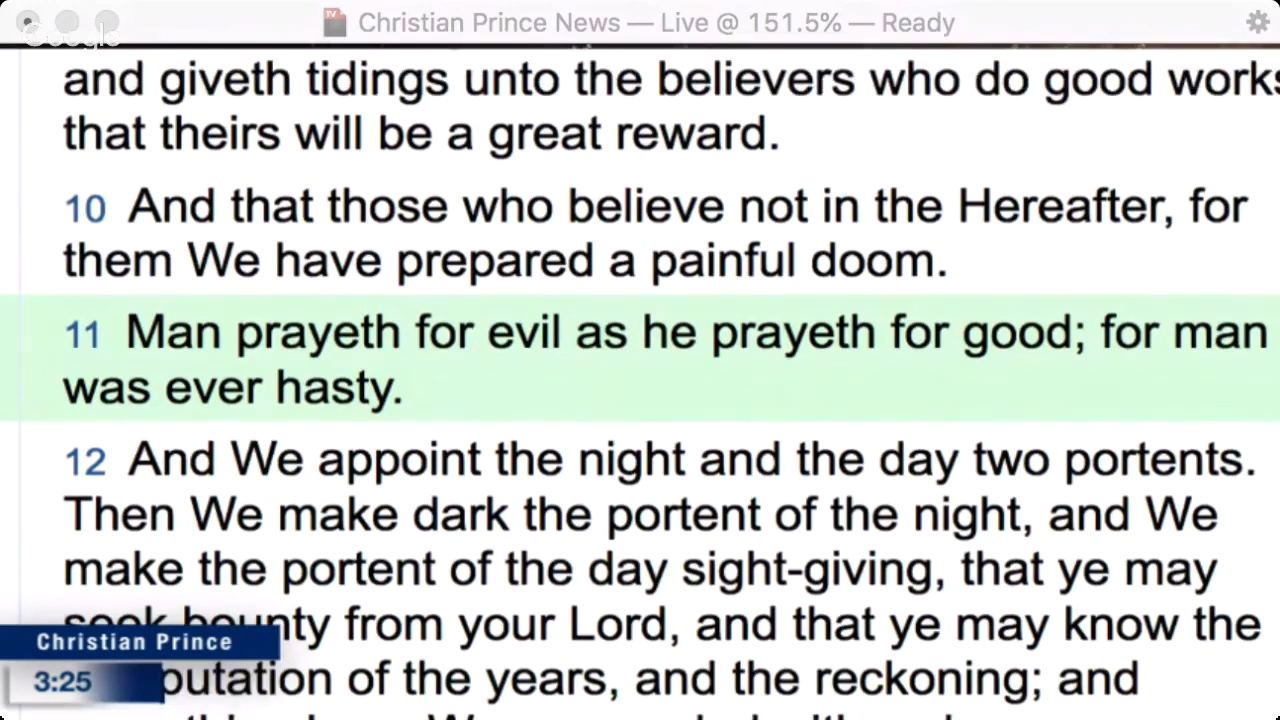 Christian Prince News — Live @ 151.5% — Ready
Google
and giveth tidings unto the believers who do good works
that theirs will be a great reward.
10 And that those who believe not in the Hereafter, for
them We have prepared a painful doom.
11 Man prayeth for evil as he prayeth for good; for man
was ever hasty.
12 And We appoint the night and the day two portents.
Then We make dark the portent of the night, and We
make the portent of the day sight-giving, that ye may
seek bounty from your Lord, and that ye may know the
putation of the years, and the reckoning; and
Christian Prince
3:25